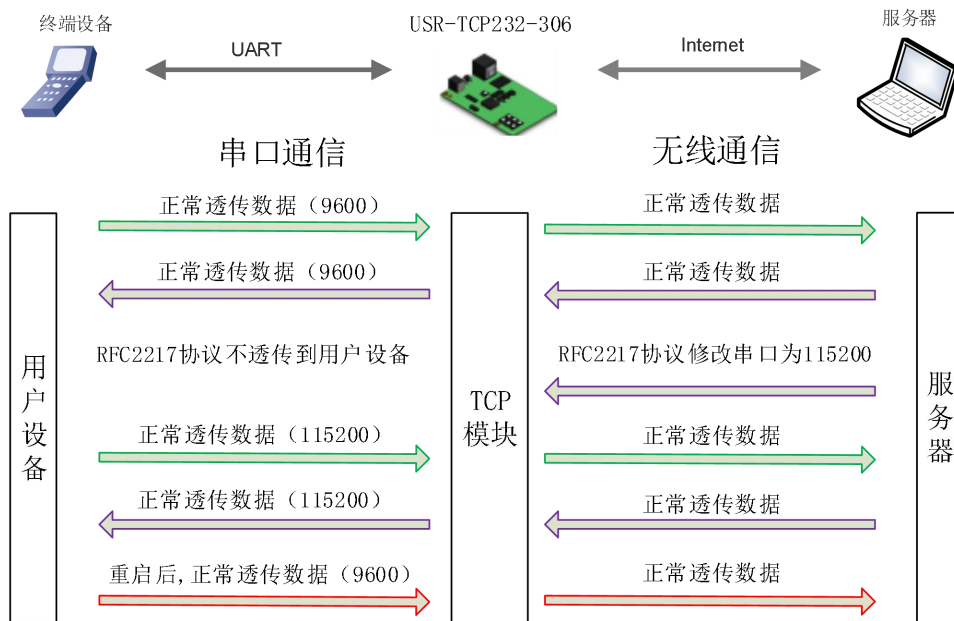 终端设备
USR-TCP232-306
服务器
UART
Internet
串口通信
无线通信
正常透传数据（9600）
正常透传数据
正常透传数据（9600）
正常透传数据
RFC2217协议不透传到用户设备
RFC2217协议修改串口为115200
用户设备
TCP
模块
服务器
正常透传数据（115200）
正常透传数据
正常透传数据（115200）
正常透传数据
重启后,正常透传数据（9600）
正常透传数据